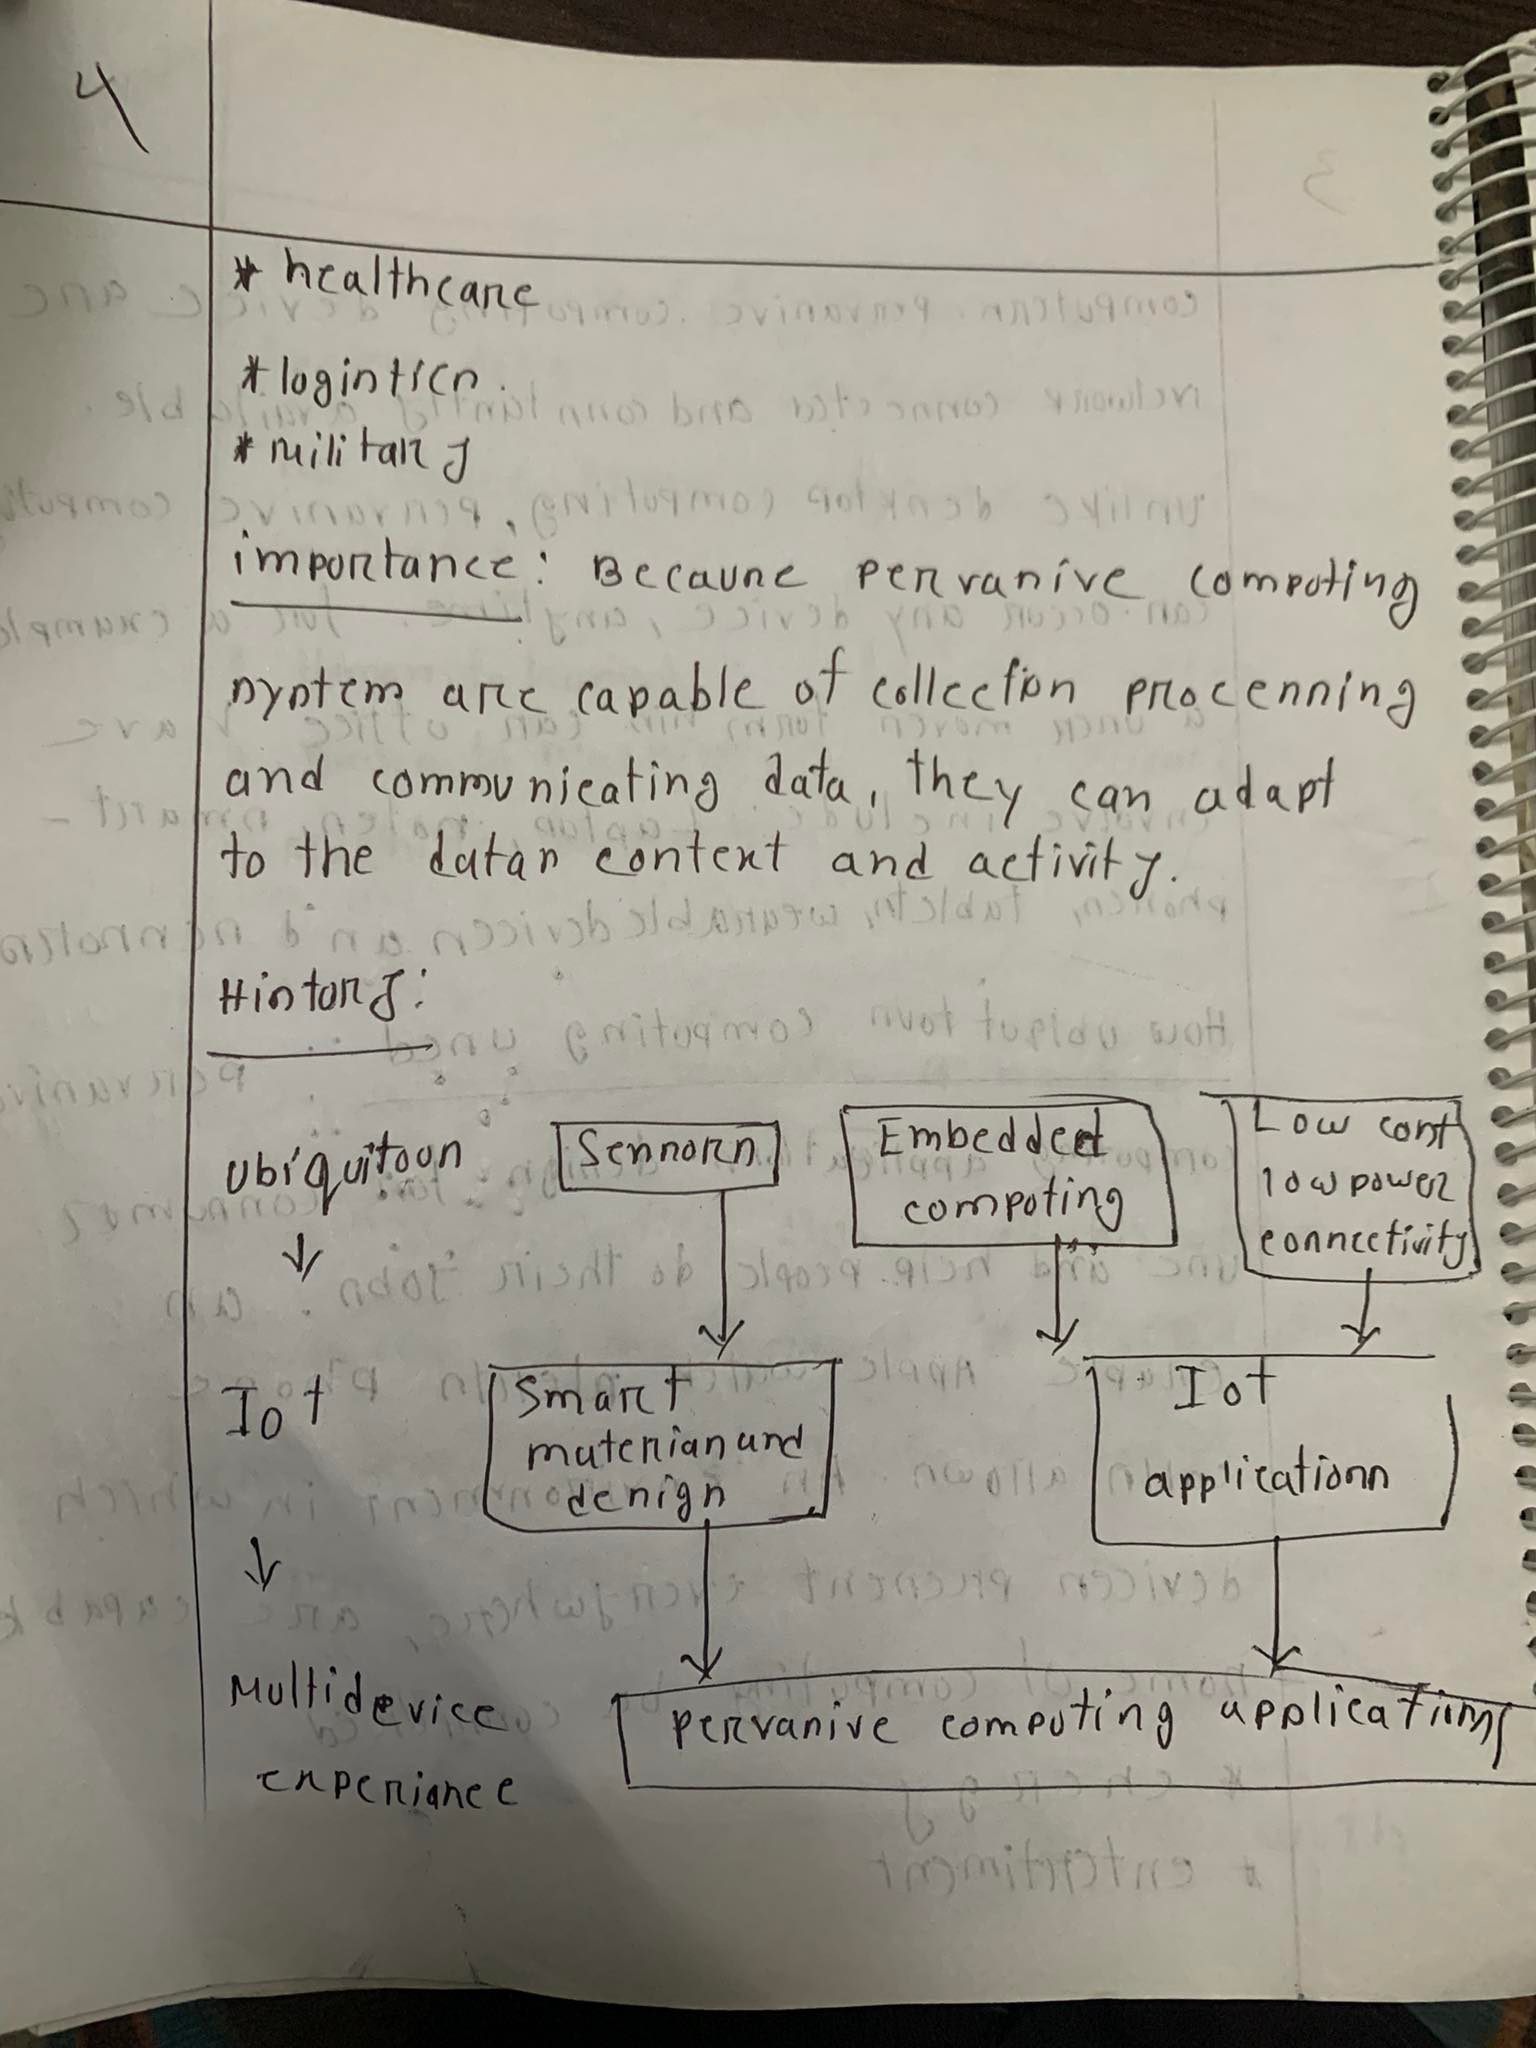 4
* healthcare
* logistics.
* military
importance: Because pervasive computing
system are capable of collection processing
and communicating data, they can adapt
to the datas context and activity.
History:
Ubiquitous
Sensors
Embedded
computing
Low cost
low power
connectivity
↓
IoT
Smart
materias and
design
IoT
applications
↓
Multidevice
experiance
pervasive computing applications